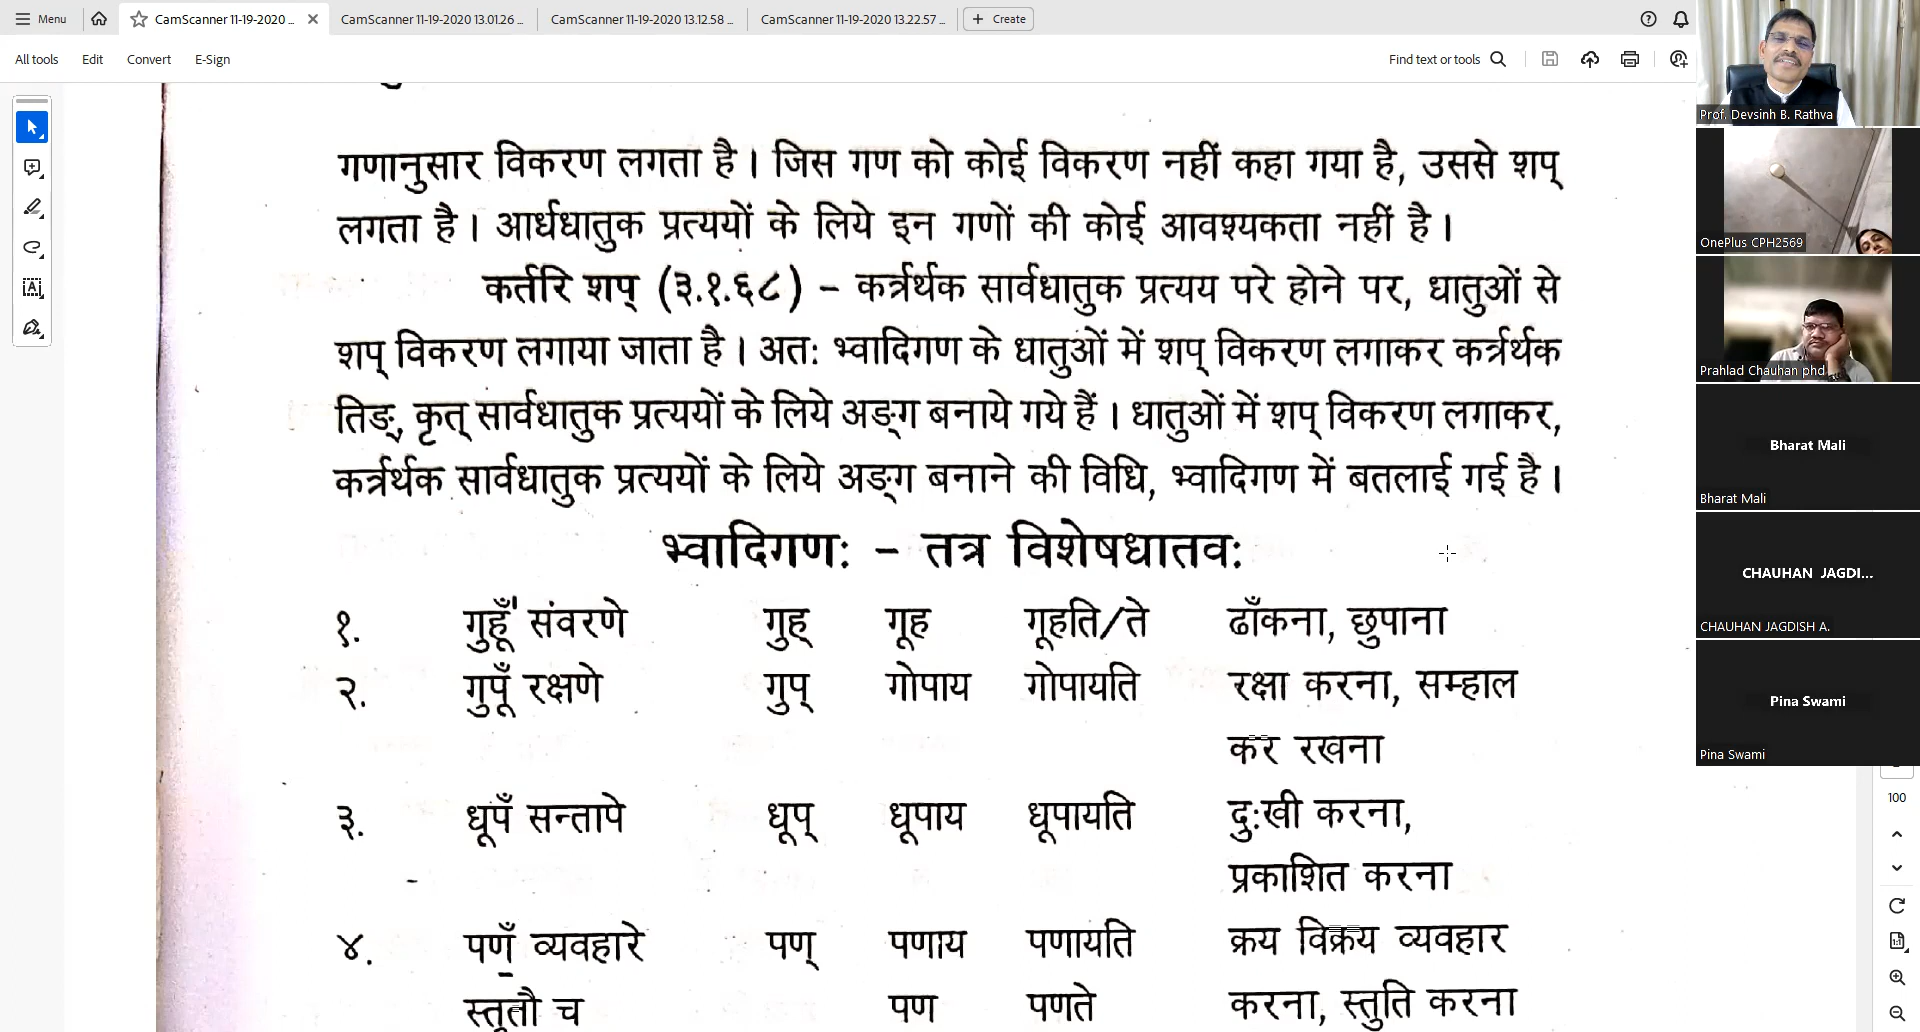 Menu
CamScanner 11-19-2020 ...
CamScanner 11-19-2020 13.01.26 ...
CamScanner 11-19-2020 13.12.58 ...
CamScanner 11-19-2020 13.22.57 ...
Create
All tools Edit Convert E-Sign
Find text or tools
गणानुसार विकरण लगता है। जिस गण को कोई विकरण नहीं कहा गया है, उससे शप्
लगता है। आर्धधातुक प्रत्ययों के लिये इन गणों की कोई आवश्यकता नहीं है।
कर्तरि शप् (३.१.६८) – कर्त्रर्थक सार्वधातुक प्रत्यय परे होने पर, धातुओं से
शप् विकरण लगाया जाता है। अतः भ्वादिगण के धातुओं में शप् विकरण लगाकर कर्त्रर्थक
तिङ्, कृत् सार्वधातुक प्रत्ययों के लिये अङ्ग बनाये गये हैं। धातुओं में शप् विकरण लगाकर,
कर्त्रर्थक सार्वधातुक प्रत्ययों के लिये अङ्ग बनाने की विधि, भ्वादिगण में बतलाई गई है।
भ्वादिगणः – तत्र विशेषधातवः
१. गुहूँ॑ संवरणे गुह् गूह गूहति/ते ढाँकना, छुपाना
२. गुपूँ रक्षणे गुप् गोपाय गोपायति रक्षा करना, सम्हाल
कर रखना
३. धूपँ सन्तापे धूप् धूपाय धूपायति दुःखी करना,
प्रकाशित करना
४. पणँ॒ व्यवहारे पण् पणाय पणायति क्रय विक्रय व्यवहार
स्तुतौ च पण पणते करना, स्तुति करना
Prof. Devsinh B. Rathva
OnePlus CPH2569
Prahlad Chauhan phd
Bharat Mali
Bharat Mali
CHAUHAN JAGDI...
CHAUHAN JAGDISH A.
Pina Swami
Pina Swami
100